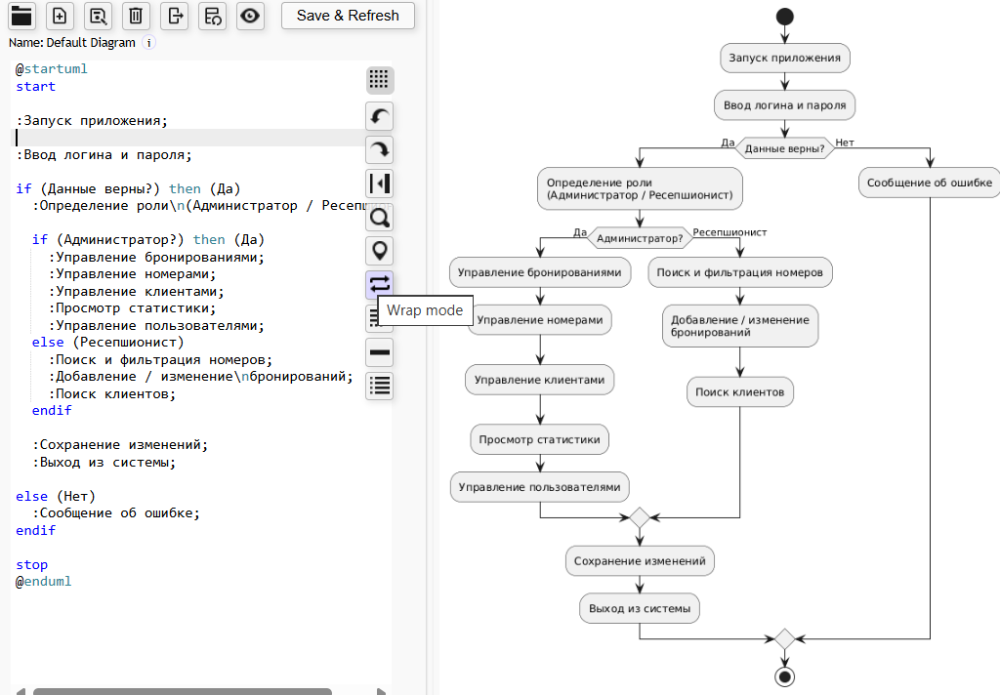 Save & Refresh
Name: Default Diagram i
@startuml
start
:Запуск приложения;
:Ввод логина и пароля;
if (Данные верны?) then (Да)
:Определение роли\n(Администратор / Ресепш
if (Администратор?) then (Да)
:Управление бронированиями;
:Управление номерами;
:Управление клиентами;
:Просмотр статистики;
:Управление пользователями;
else (Ресепшионист)
:Поиск и фильтрация номеров;
:Добавление / изменение\nбронирований;
:Поиск клиентов;
endif
:Сохранение изменений;
:Выход из системы;
else (Нет)
:Сообщение об ошибке;
endif
stop
@enduml
Wrap mode
Запуск приложения
Ввод логина и пароля
Да
Данные верны?
Нет
Определение роли
(Администратор / Ресепшионист)
Сообщение об ошибке
Да
Администратор?
Ресепшионист
Управление бронированиями
Поиск и фильтрация номеров
Управление номерами
Добавление / изменение
бронирований
Управление клиентами
Поиск клиентов
Просмотр статистики
Управление пользователями
Сохранение изменений
Выход из системы